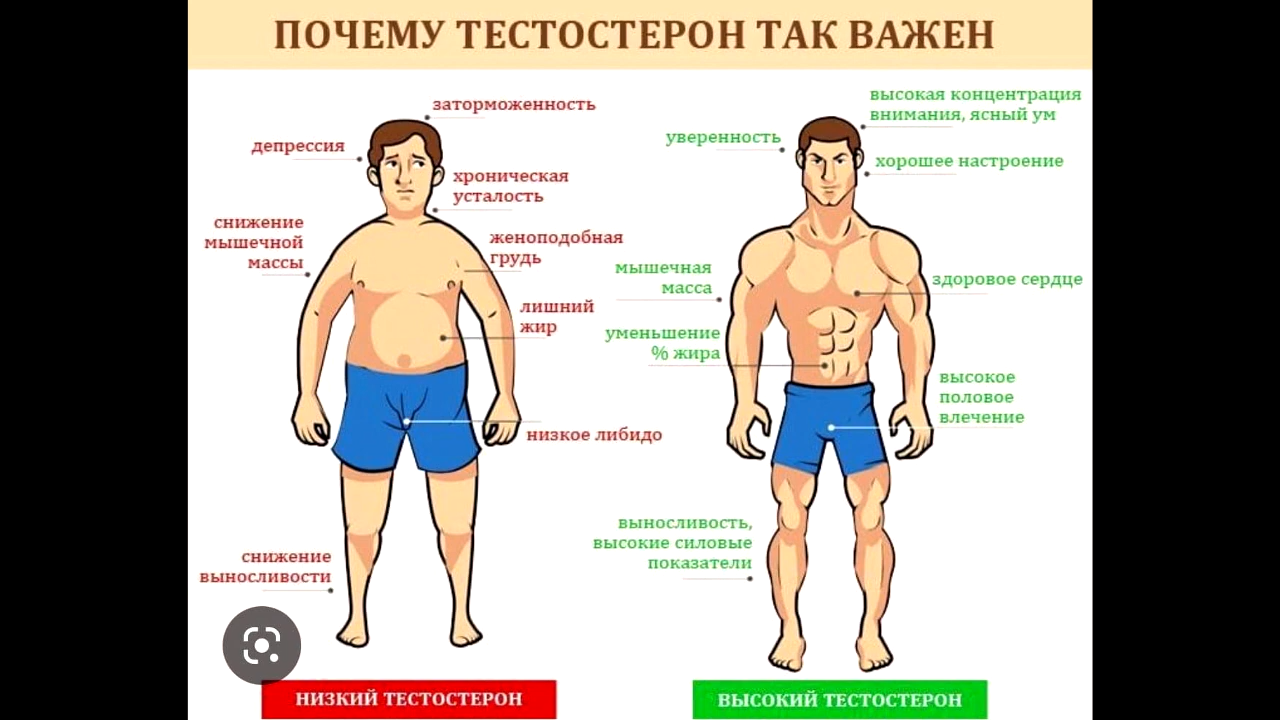 ПОЧЕМУ ТЕСТОСТЕРОН ТАК ВАЖЕН
заторможенность
депрессия
хроническая
усталость
снижение
мышечной
массы
женоподобная
грудь
лишний
жир
низкое либидо
снижение
выносливости
НИЗКИЙ ТЕСТОСТЕРОН
высокая концентрация
внимания, ясный ум
уверенность
хорошее настроение
мышечная
масса
здоровое сердце
уменьшение
% жира
высокое
половое
влечение
выносливость,
высокие силовые
показатели
ВЫСОКИЙ ТЕСТОСТЕРОН